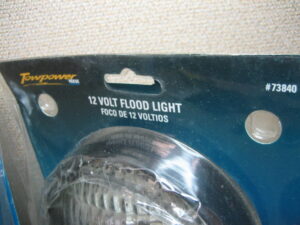 Towpower
#73840
12 VOLT FLOOD LIGHT
FOCO DE 12 VOLTIOS